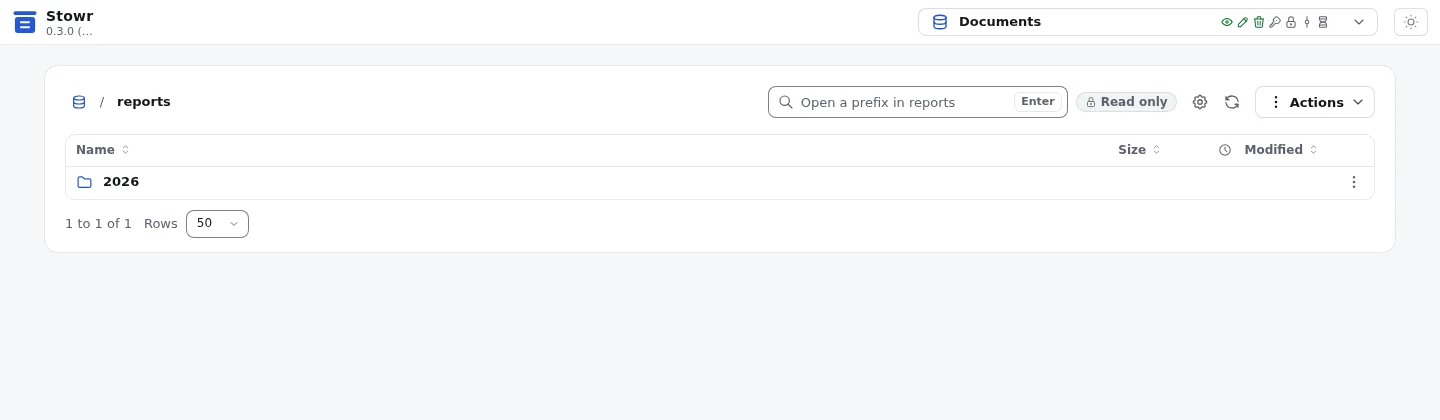 Stowr
0.3.0 (...
Documents
/ reports
Open a prefix in reports Enter
Read only
Actions
Name Size Modified
2026
1 to 1 of 1 Rows 50